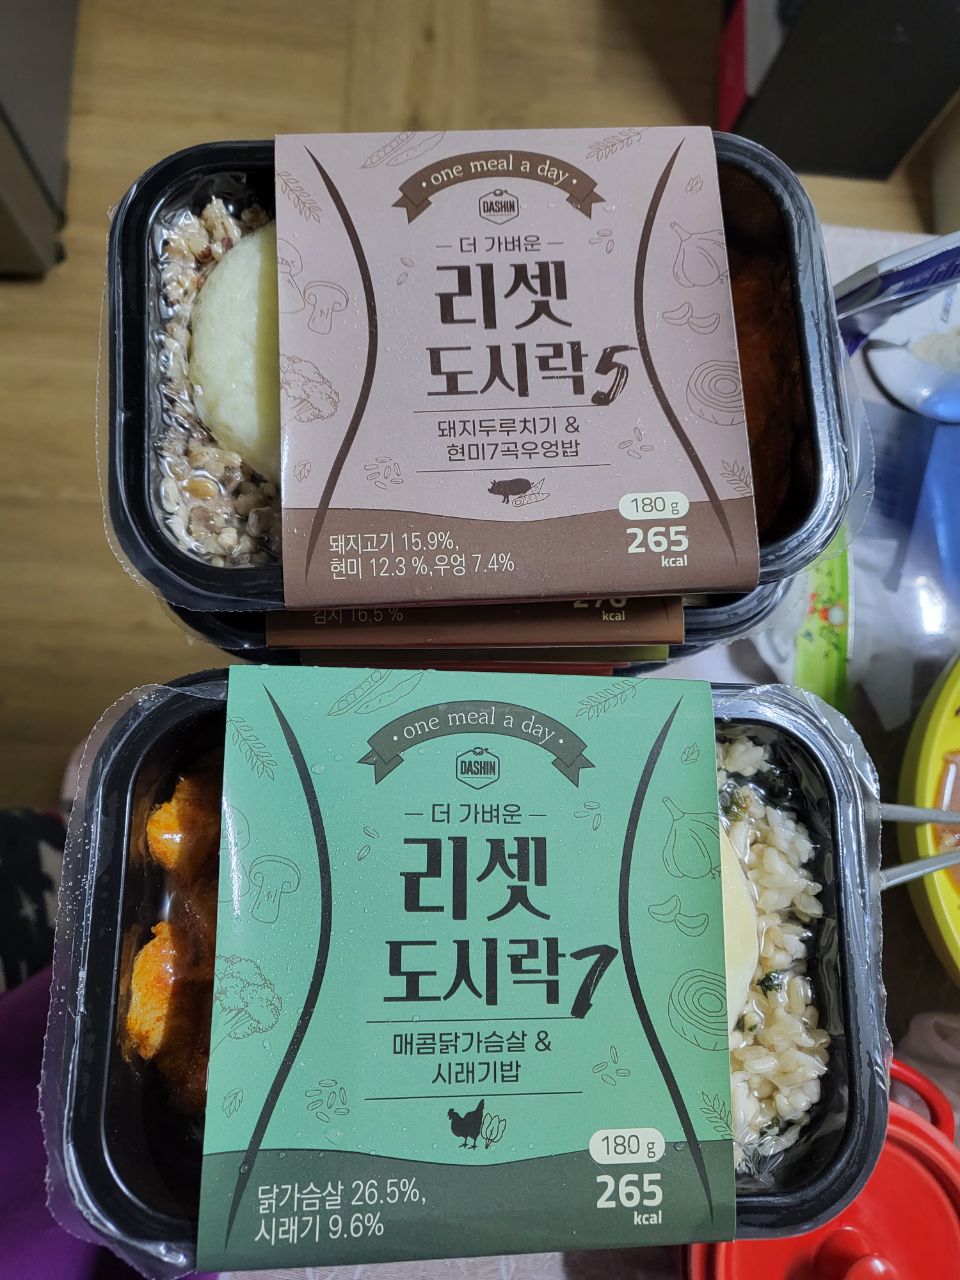 · one meal a day ·
DASHIN
더 가벼운
리셋
도시락5
돼지두루치기 &
현미7곡우엉밥
180 g
265
kcal
돼지고기 15.9%,
현미 12.3 %,우엉 7.4%
16.5 %
kcal
· one meal a day ·
DASHIN
더 가벼운
리셋
도시락7
매콤닭가슴살 &
시래기밥
180 g
265
kcal
닭가슴살 26.5%,
시래기 9.6%